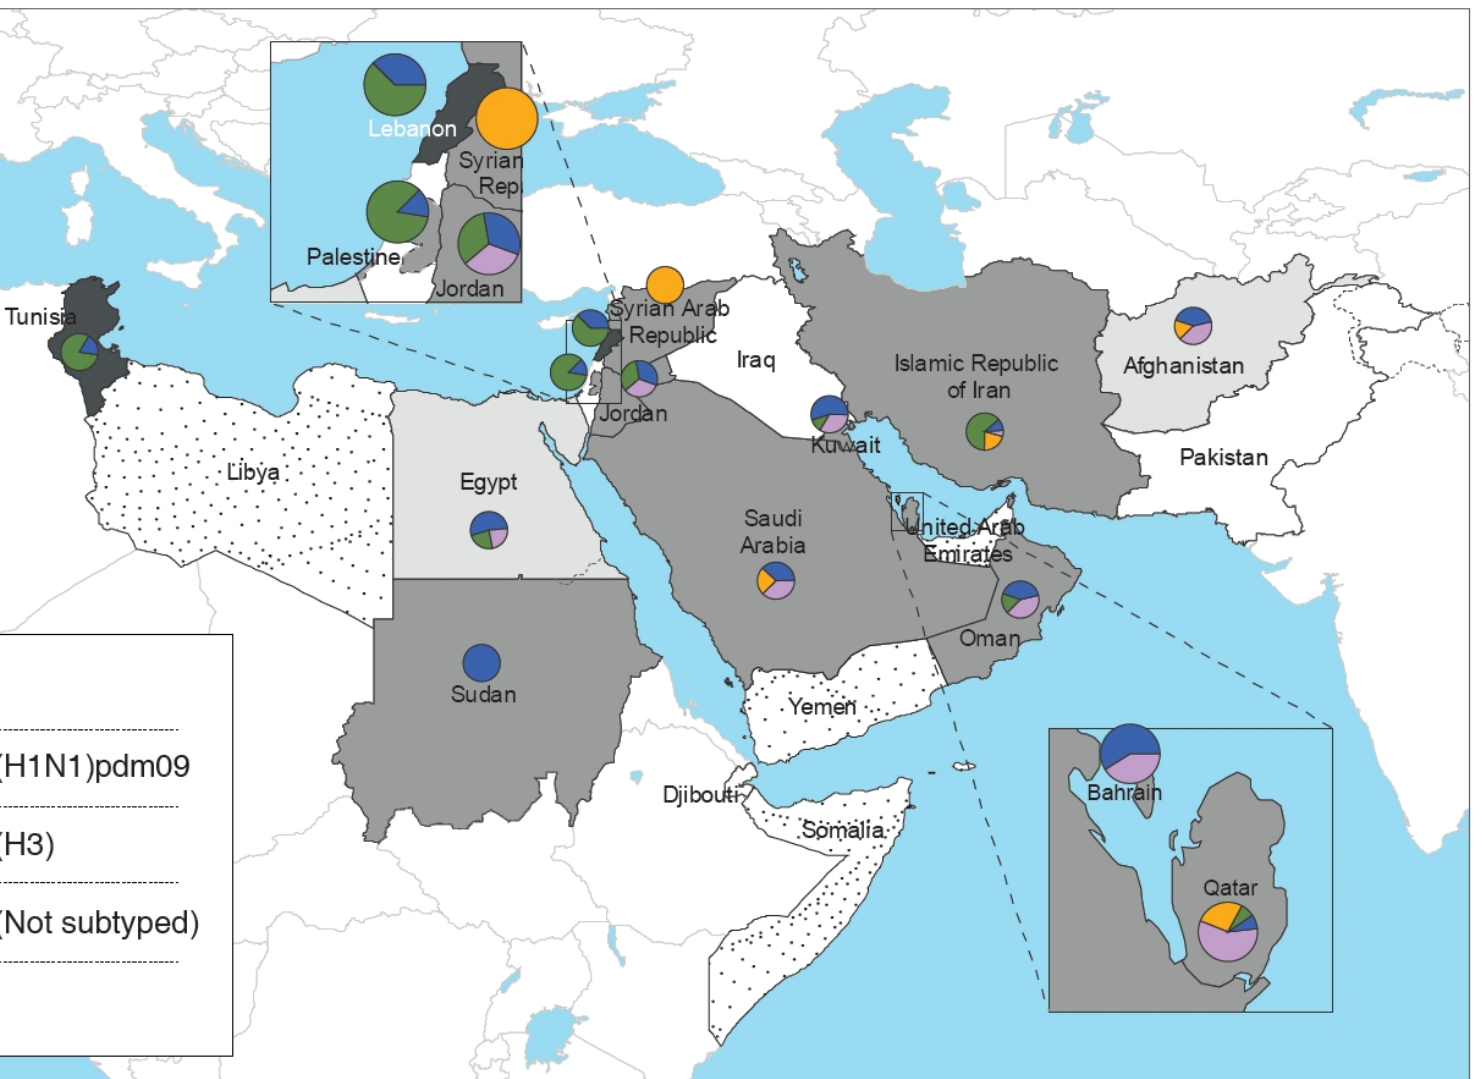 Lebanon
Syrian
Rep
Palestine
Jordan
Tunisia
Syrian Arab
Republic
Iraq
Jordan
Islamic Republic
of Iran
Afghanistan
Kuwait
Pakistan
Libya
Egypt
Saudi
Arabia
United Arab
Emirates
Oman
Sudan
Yemen
Djibouti
Somalia
Bahrain
Qatar
(H1N1)pdm09
(H3)
(Not subtyped)